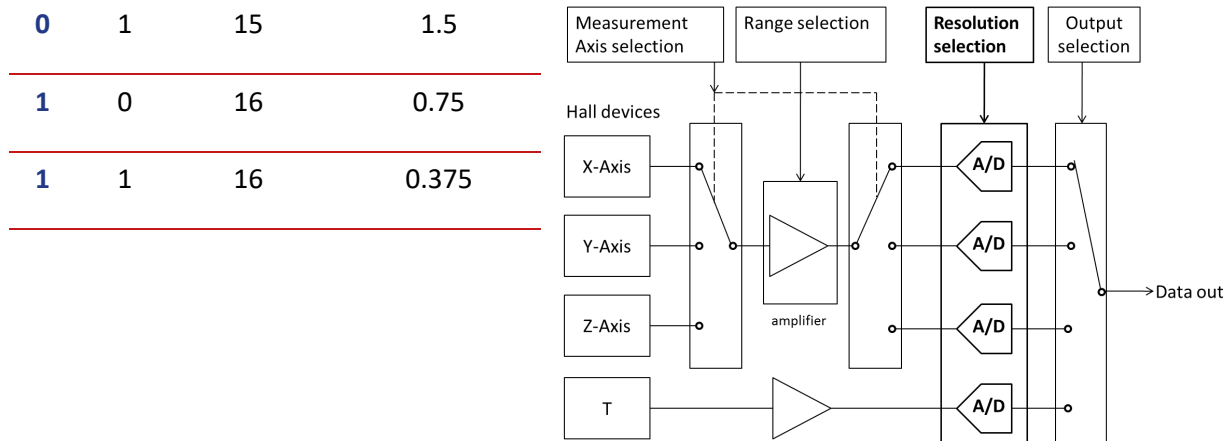 0 1 15 1.5
1 0 16 0.75
1 1 16 0.375
Measurement
Axis selection
Range selection
Resolution
selection
Output
selection
Hall devices
X-Axis
A/D
Y-Axis
A/D
Z-Axis
A/D
amplifier
Data out
T
A/D